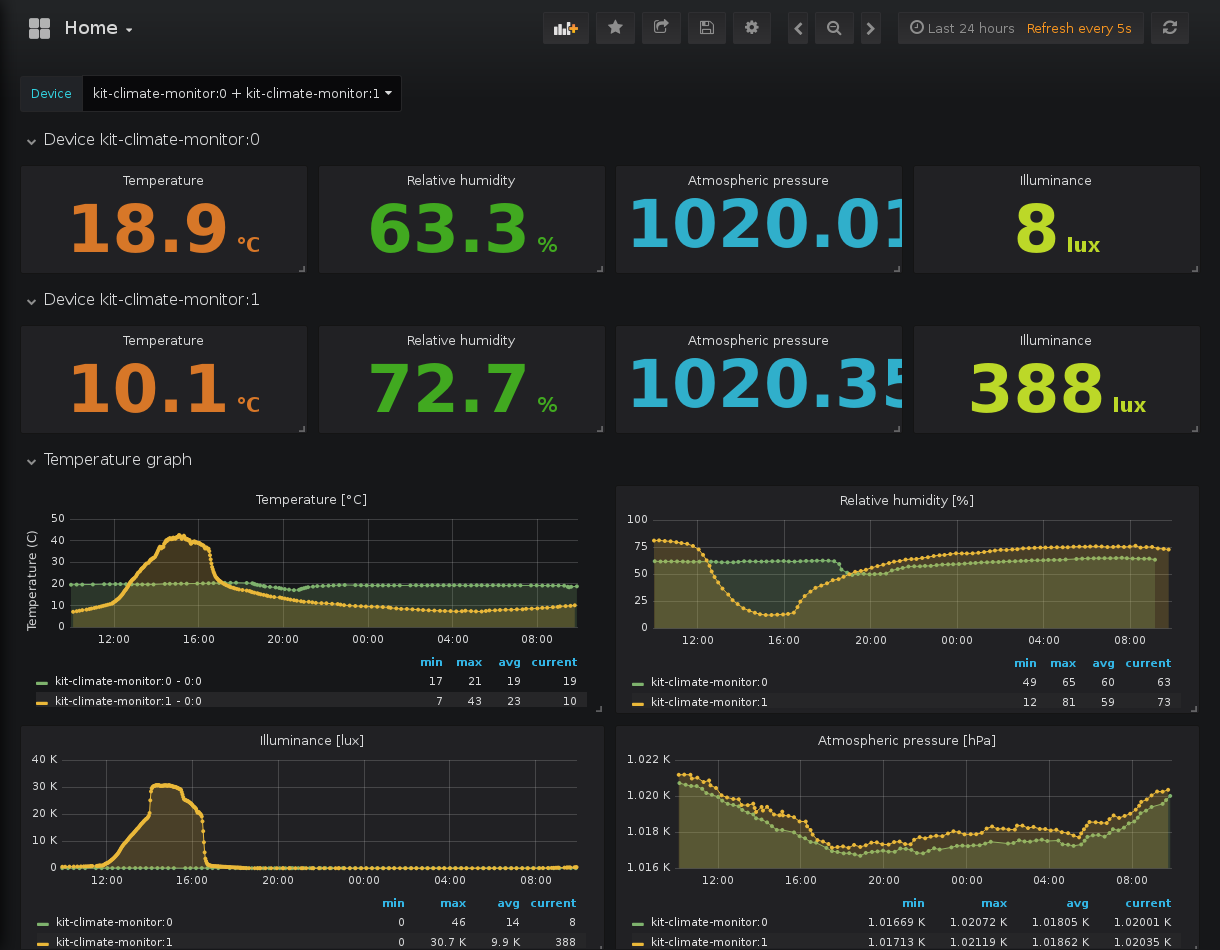 Home
Last 24 hours Refresh every 5s
Device kit-climate-monitor:0 + kit-climate-monitor:1
Device kit-climate-monitor:0
Temperature Relative humidity Atmospheric pressure Illuminance
18.9 °C 63.3 % 1020.01 8 lux
Device kit-climate-monitor:1
Temperature Relative humidity Atmospheric pressure Illuminance
10.1 °C 72.7 % 1020.35 388 lux
Temperature graph
Temperature [°C]
Temperature (C)
50
40
30
20
10
0
12:00 16:00 20:00 00:00 04:00 08:00
min max avg current
kit-climate-monitor:0 - 0:0 17 21 19 19
kit-climate-monitor:1 - 0:0 7 43 23 10
Relative humidity [%]
100
75
50
25
0
12:00 16:00 20:00 00:00 04:00 08:00
min max avg current
kit-climate-monitor:0 49 65 60 63
kit-climate-monitor:1 12 81 59 73
Illuminance [lux]
40 K
30 K
20 K
10 K
0
12:00 16:00 20:00 00:00 04:00 08:00
min max avg current
kit-climate-monitor:0 0 46 14 8
kit-climate-monitor:1 0 30.7 K 9.9 K 388
Atmospheric pressure [hPa]
1.022 K
1.020 K
1.018 K
1.016 K
12:00 16:00 20:00 00:00 04:00 08:00
min max avg current
kit-climate-monitor:0 1.01669 K 1.02072 K 1.01805 K 1.02001 K
kit-climate-monitor:1 1.01713 K 1.02119 K 1.01862 K 1.02035 K